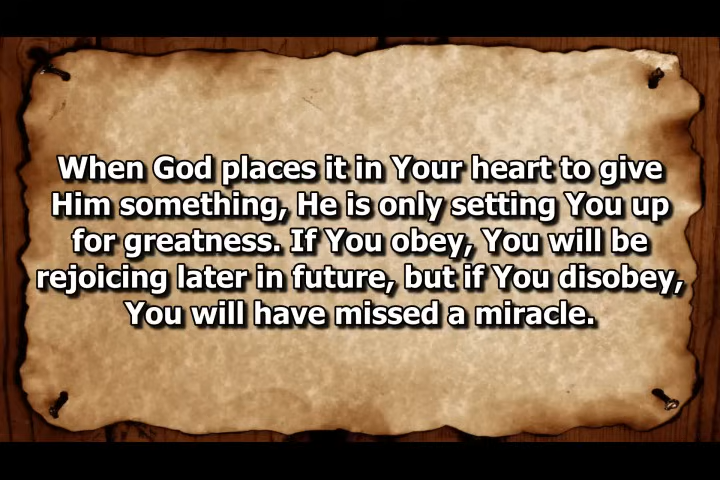 When God places it in Your heart to give
Him something, He is only setting You up
for greatness. If You obey, You will be
rejoicing later in future, but if You disobey,
You will have missed a miracle.